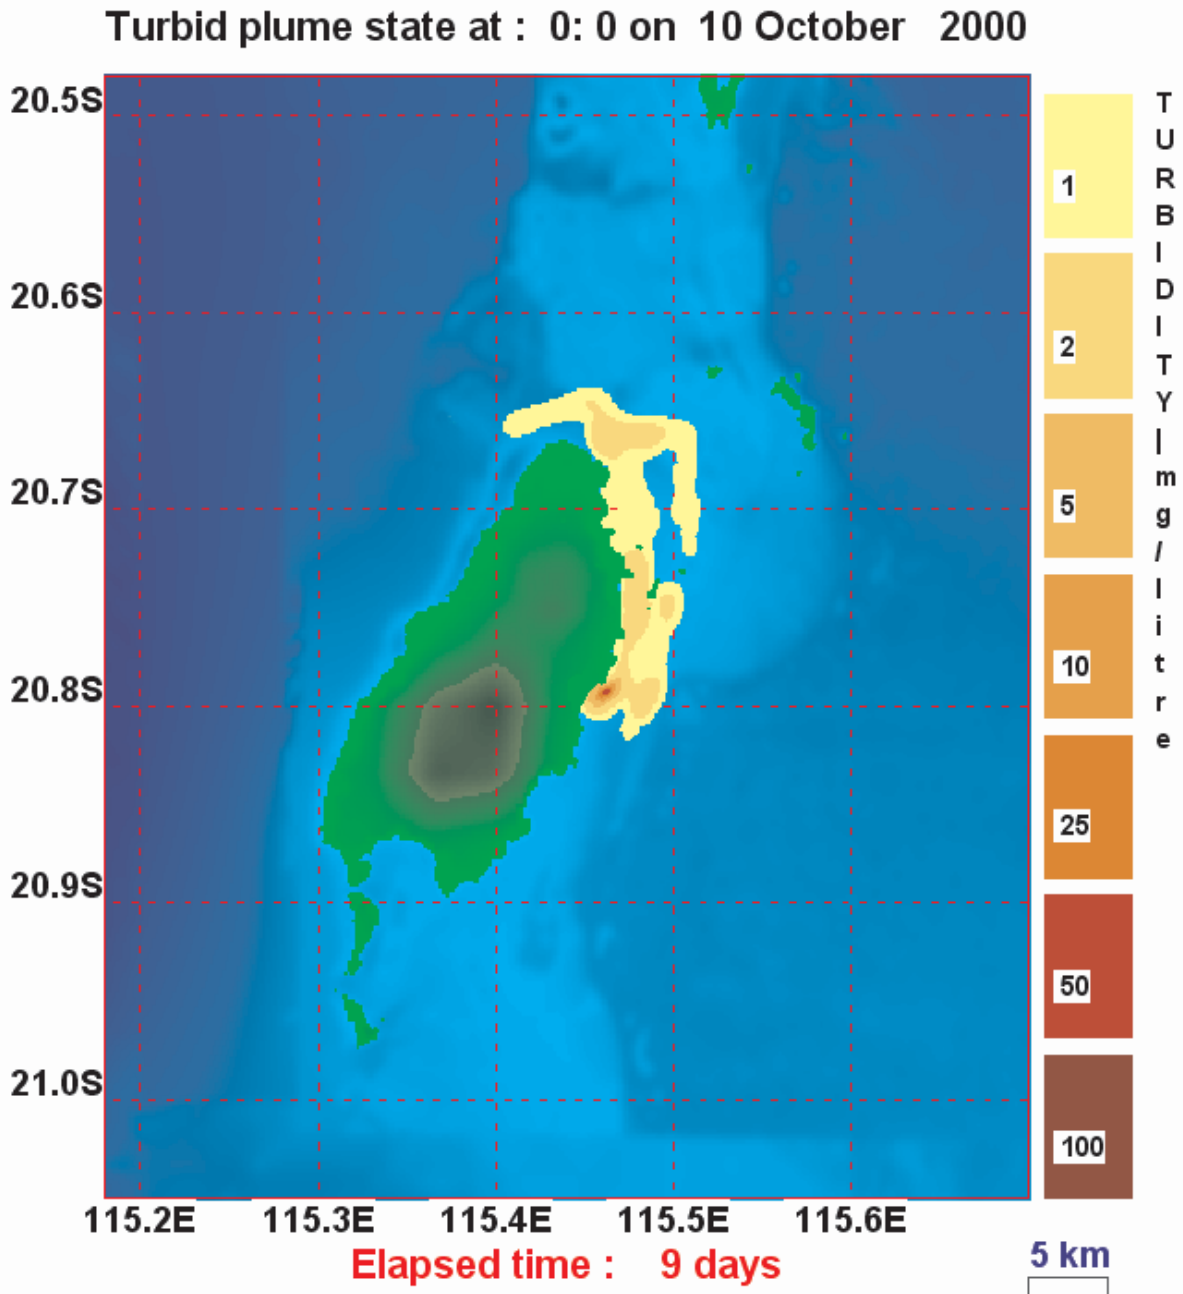 Turbid plume state at : 0: 0 on 10 October 2000
20.5S
20.6S
20.7S
20.8S
20.9S
21.0S
115.2E 115.3E 115.4E 115.5E 115.6E
Elapsed time : 9 days
1
2
5
10
25
50
100
TURBIDITY|mg/litre
5 km